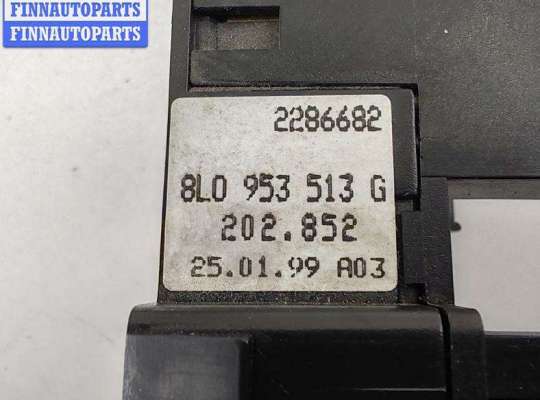 FINNAUTOPARTS
FINNAUTOPARTS
2286682
8L0 953 513 G
202.852
25.01.99 A03